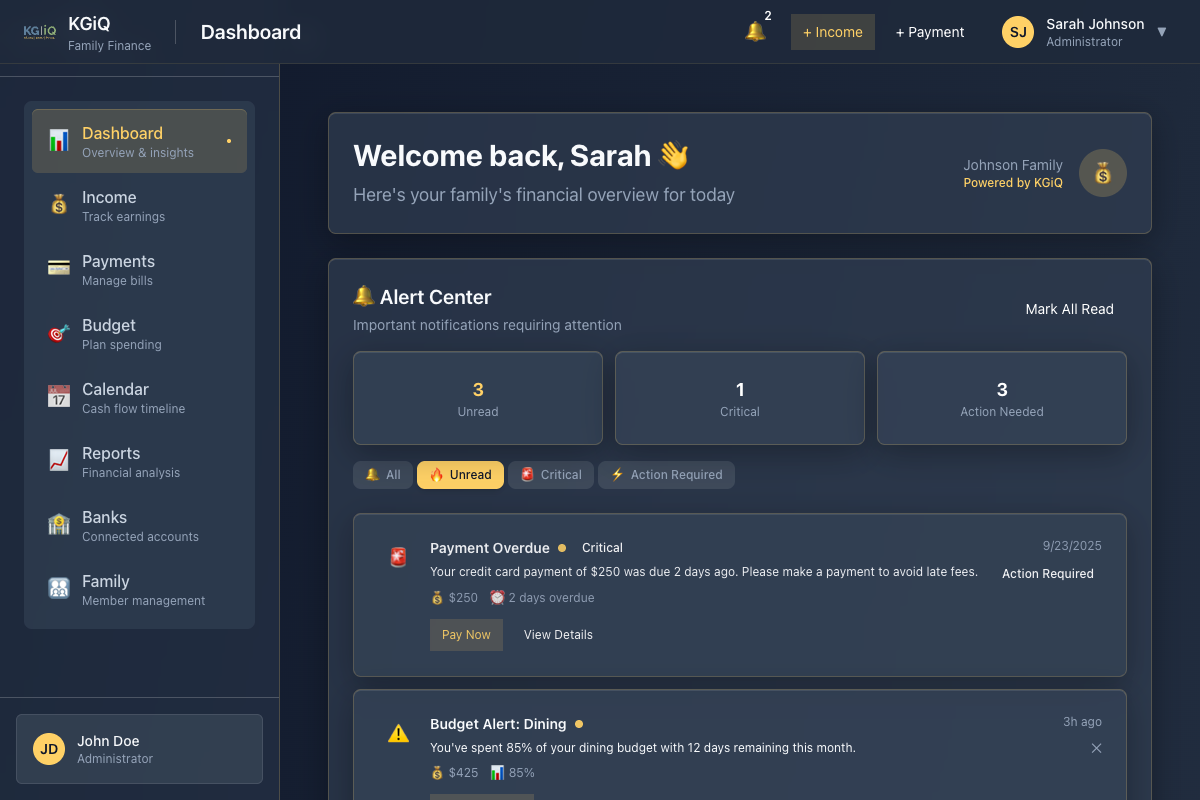 KGiQ
KGiQ
Family Finance
Dashboard
2
+ Income
+ Payment
SJ
Sarah Johnson
Administrator
Dashboard
Overview & insights
Income
Track earnings
Payments
Manage bills
Budget
Plan spending
17
Calendar
Cash flow timeline
Reports
Financial analysis
Banks
Connected accounts
Family
Member management
JD
John Doe
Administrator
Welcome back, Sarah 👋
Here's your family's financial overview for today
Johnson Family
Powered by KGiQ
Alert Center
Important notifications requiring attention
Mark All Read
3
Unread
1
Critical
3
Action Needed
All
Unread
Critical
Action Required
Payment Overdue
Critical
9/23/2025
Your credit card payment of $250 was due 2 days ago. Please make a payment to avoid late fees.
Action Required
$250
2 days overdue
Pay Now
View Details
Budget Alert: Dining
3h ago
You've spent 85% of your dining budget with 12 days remaining this month.
$425
85%